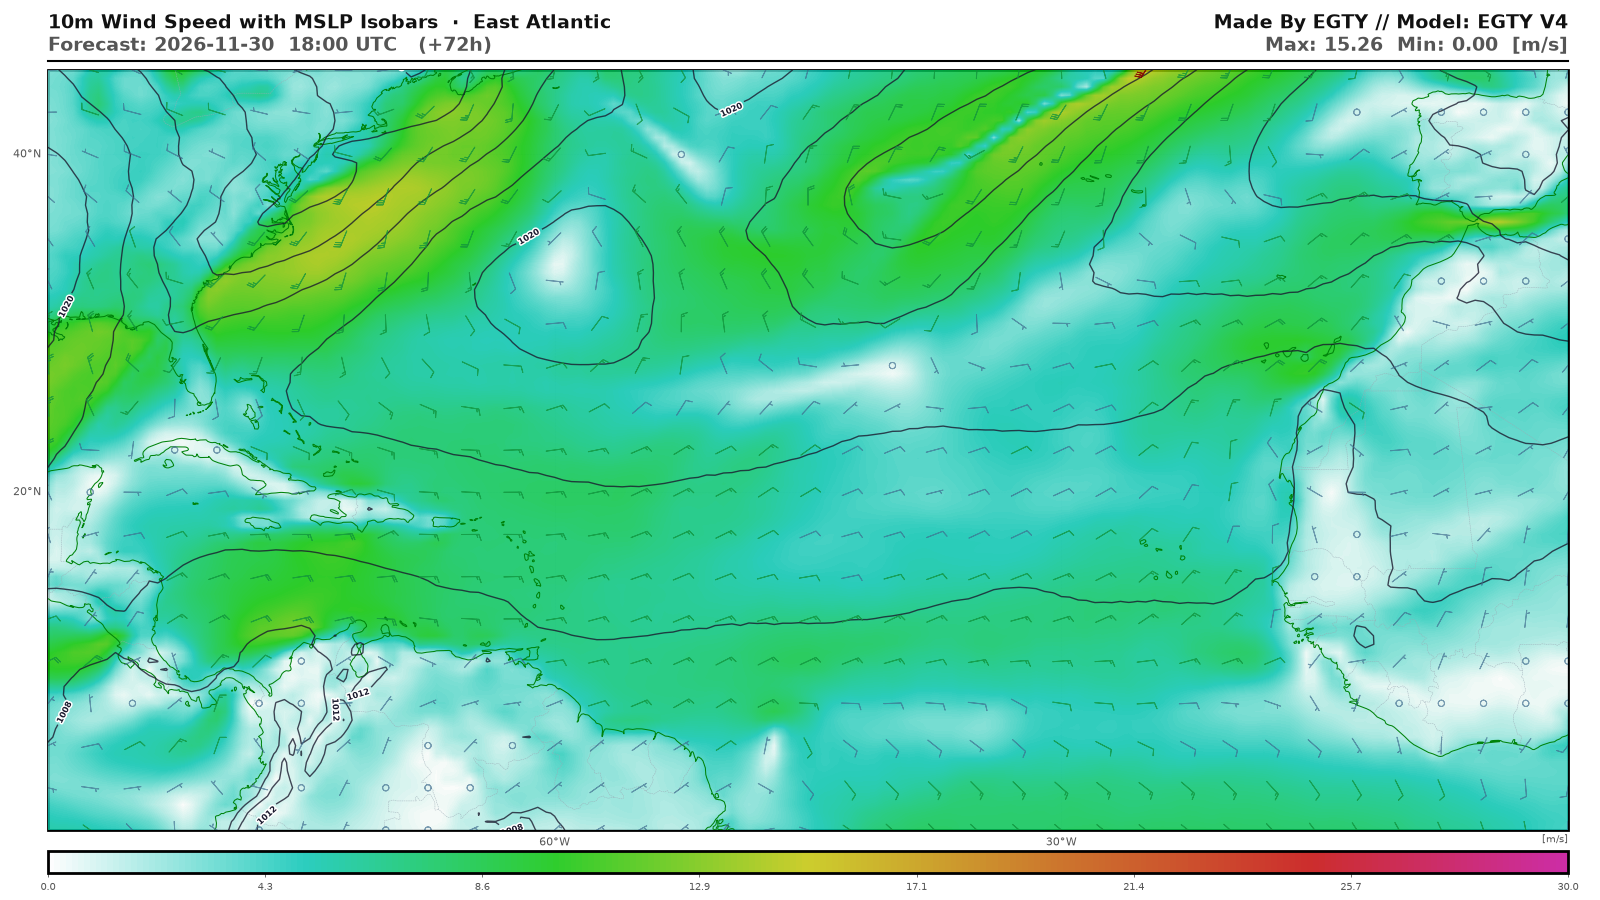 10m Wind Speed with MSLP Isobars · East Atlantic
Made By EGTY // Model: EGTY V4
Forecast: 2026-11-30 18:00 UTC (+72h)
Max: 15.26 Min: 0.00 [m/s]
1020
40°N
1020
1020
20°N
1012
1012
1008
1012
1008
60°W
30°W
[m/s]
0.0
4.3
8.6
12.9
17.1
21.4
25.7
30.0